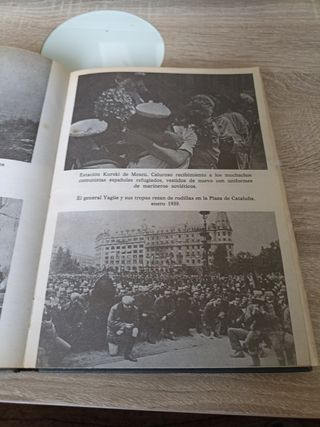 Estación Kurski de Moscú. Caluroso recibimiento a los muchachos
comunistas españoles refugiados, vestidos de nuevo con uniformes
de marineros soviéticos.
El general Yagüe y sus tropas rezan de rodillas en la Plaza de Cataluña,
enero 1939.